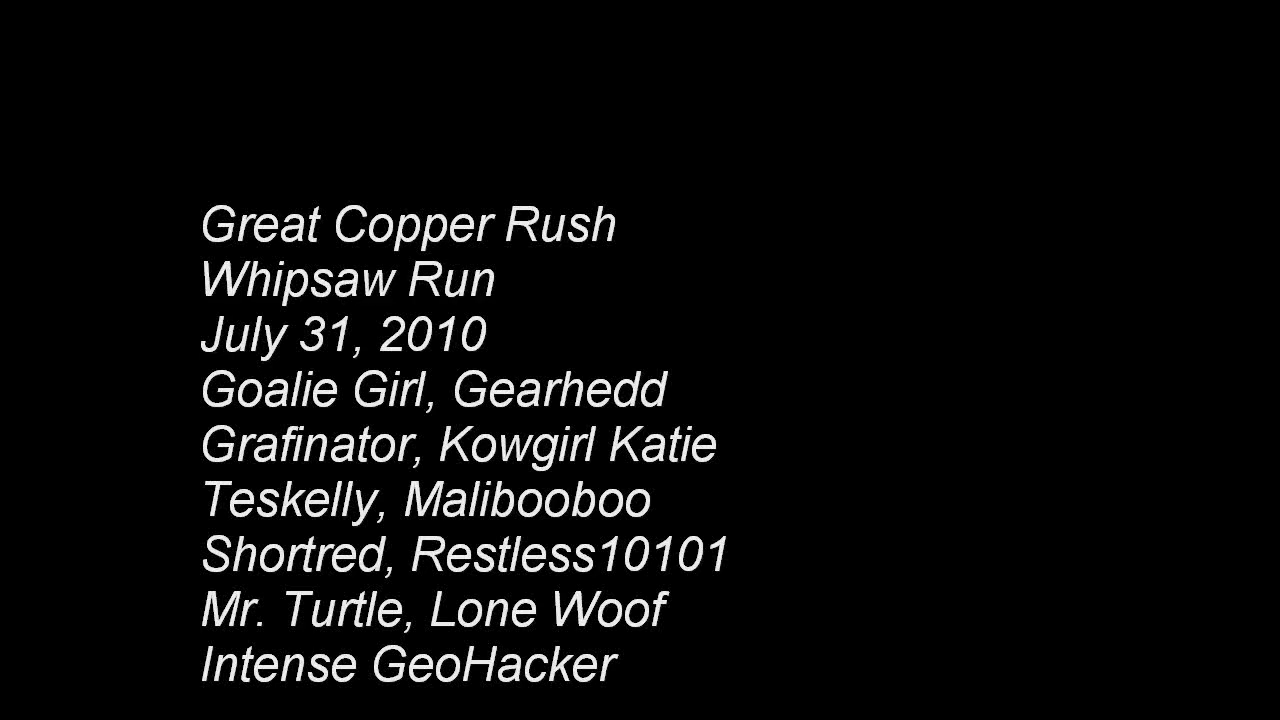 Great Copper Rush
Whipsaw Run
July 31, 2010
Goalie Girl, Gearhedd
Grafinator, Kowgirl Katie
Teskelly, Malibooboo
Shortred, Restless10101
Mr. Turtle, Lone Woof
Intense GeoHacker